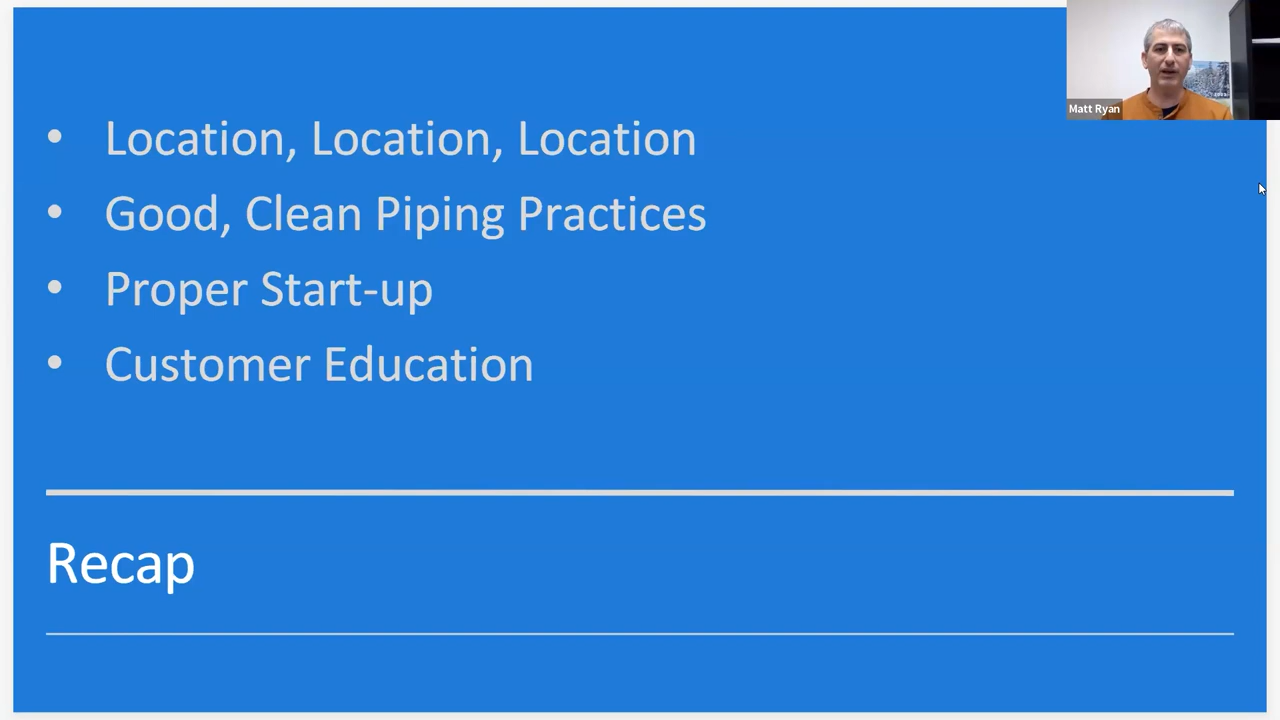 • Location, Location, Location
• Good, Clean Piping Practices
• Proper Start-up
• Customer Education
Recap
Matt Ryan